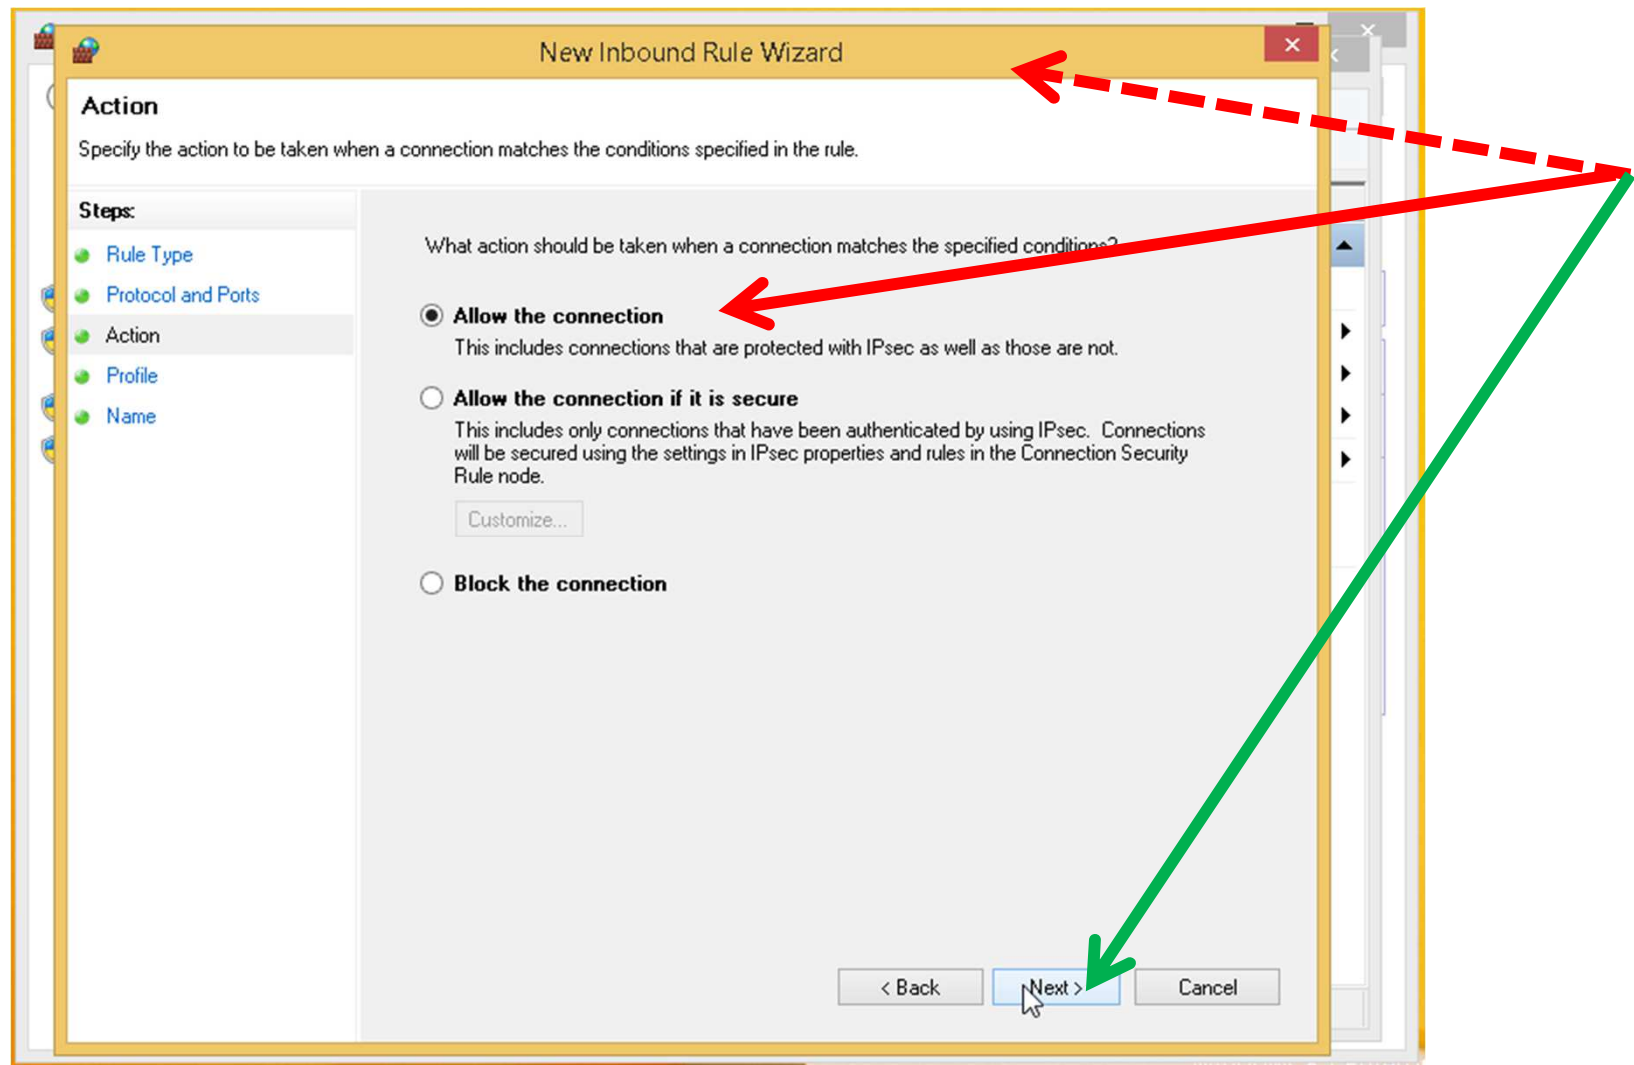 New Inbound Rule Wizard
Action
Specify the action to be taken when a connection matches the conditions specified in the rule.
Steps:
Rule Type
Protocol and Ports
Action
Profile
Name
What action should be taken when a connection matches the specified conditions?
Allow the connection
This includes connections that are protected with IPsec as well as those are not.
Allow the connection if it is secure
This includes only connections that have been authenticated by using IPsec. Connections
will be secured using the settings in IPsec properties and rules in the Connection Security
Rule node.
Customize...
Block the connection
< Back
Next >
Cancel